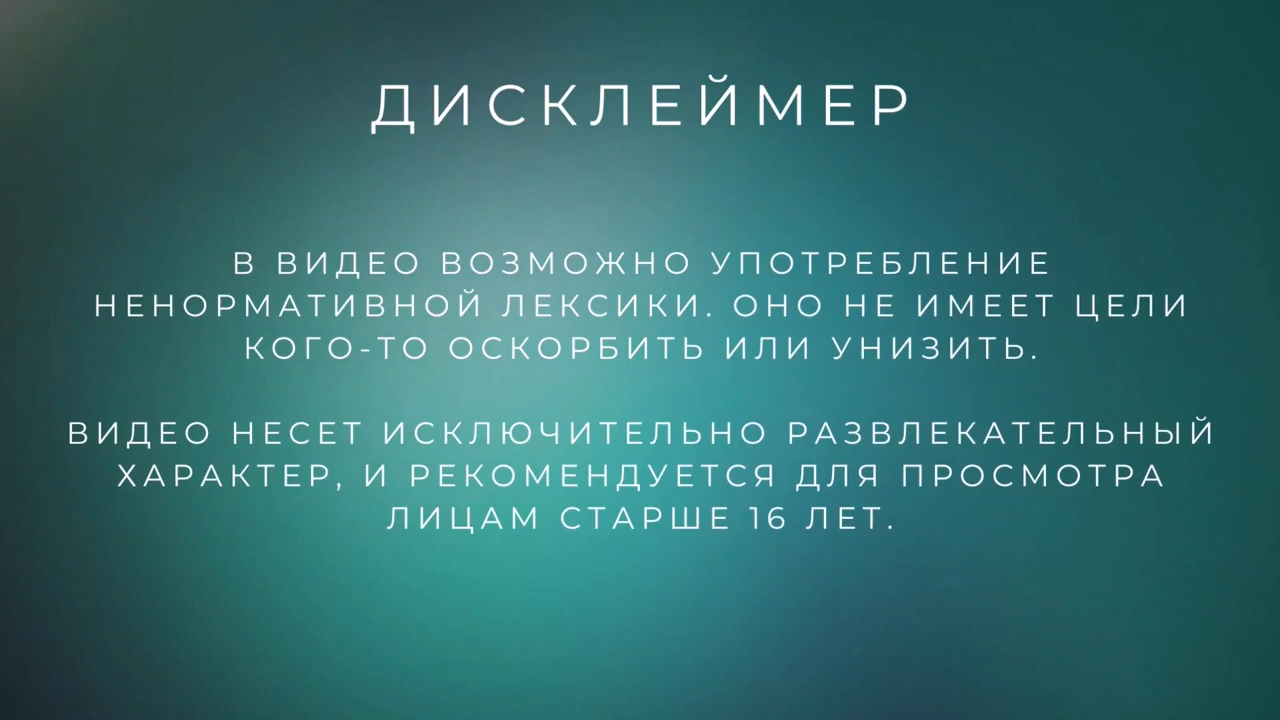 ДИСКЛЕЙМЕР
В ВИДЕО ВОЗМОЖНО УПОТРЕБЛЕНИЕ
НЕНОРМАТИВНОЙ ЛЕКСИКИ. ОНО НЕ ИМЕЕТ ЦЕЛИ
КОГО-ТО ОСКОРБИТЬ ИЛИ УНИЗИТЬ.
ВИДЕО НЕСЕТ ИСКЛЮЧИТЕЛЬНО РАЗВЛЕКАТЕЛЬНЫЙ
ХАРАКТЕР, И РЕКОМЕНДУЕТСЯ ДЛЯ ПРОСМОТРА
ЛИЦАМ СТАРШЕ 16 ЛЕТ.